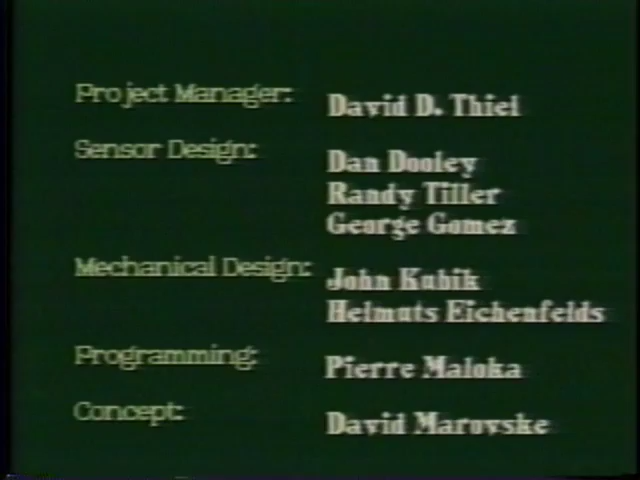 Project Manager: David D. Thiel
Sensor Design: Dan Dooley
Randy Tiller
George Gomez
Mechanical Design: John Kubik
Helmuts Eichenfelds
Programming: Pierre Maloka
Concept: David Marovske